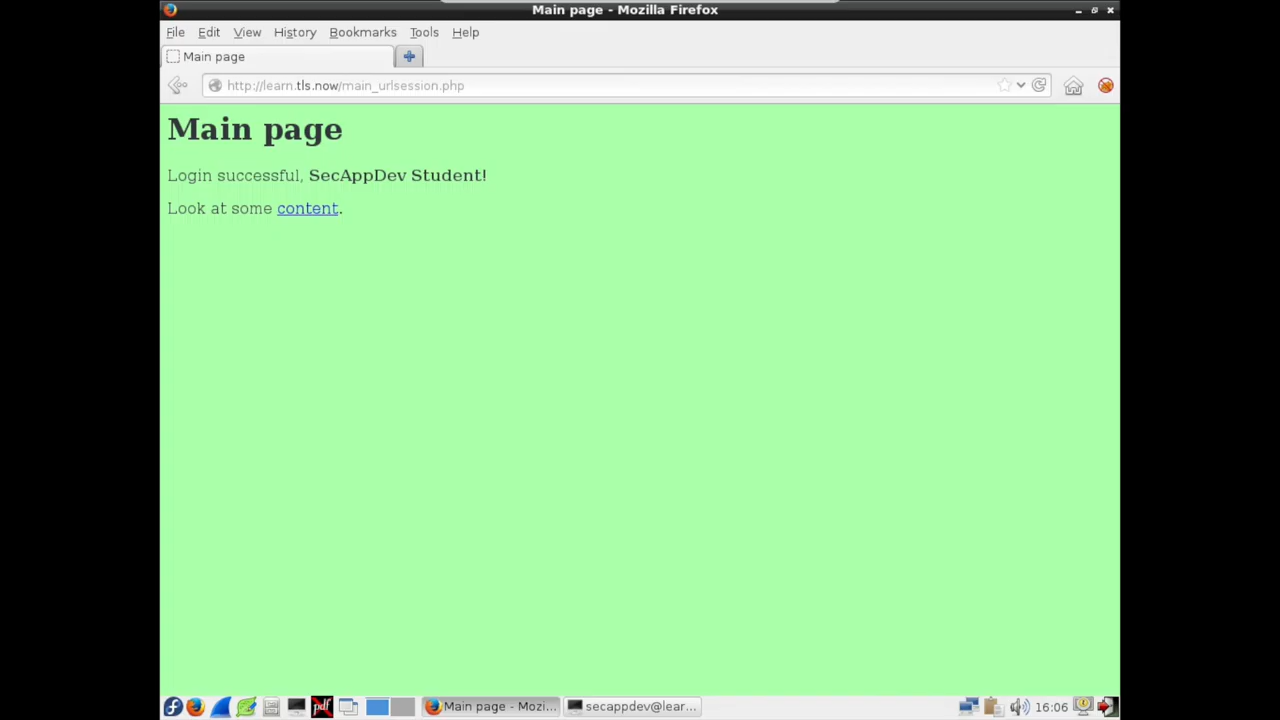 Main page - Mozilla Firefox
File Edit View History Bookmarks Tools Help
Main page
http://learn.tls.now/main_urlsession.php
Main page
Login successful, SecAppDev Student!
Look at some content.
pdf Main page - Mozi... secappdev@lear... 16:06